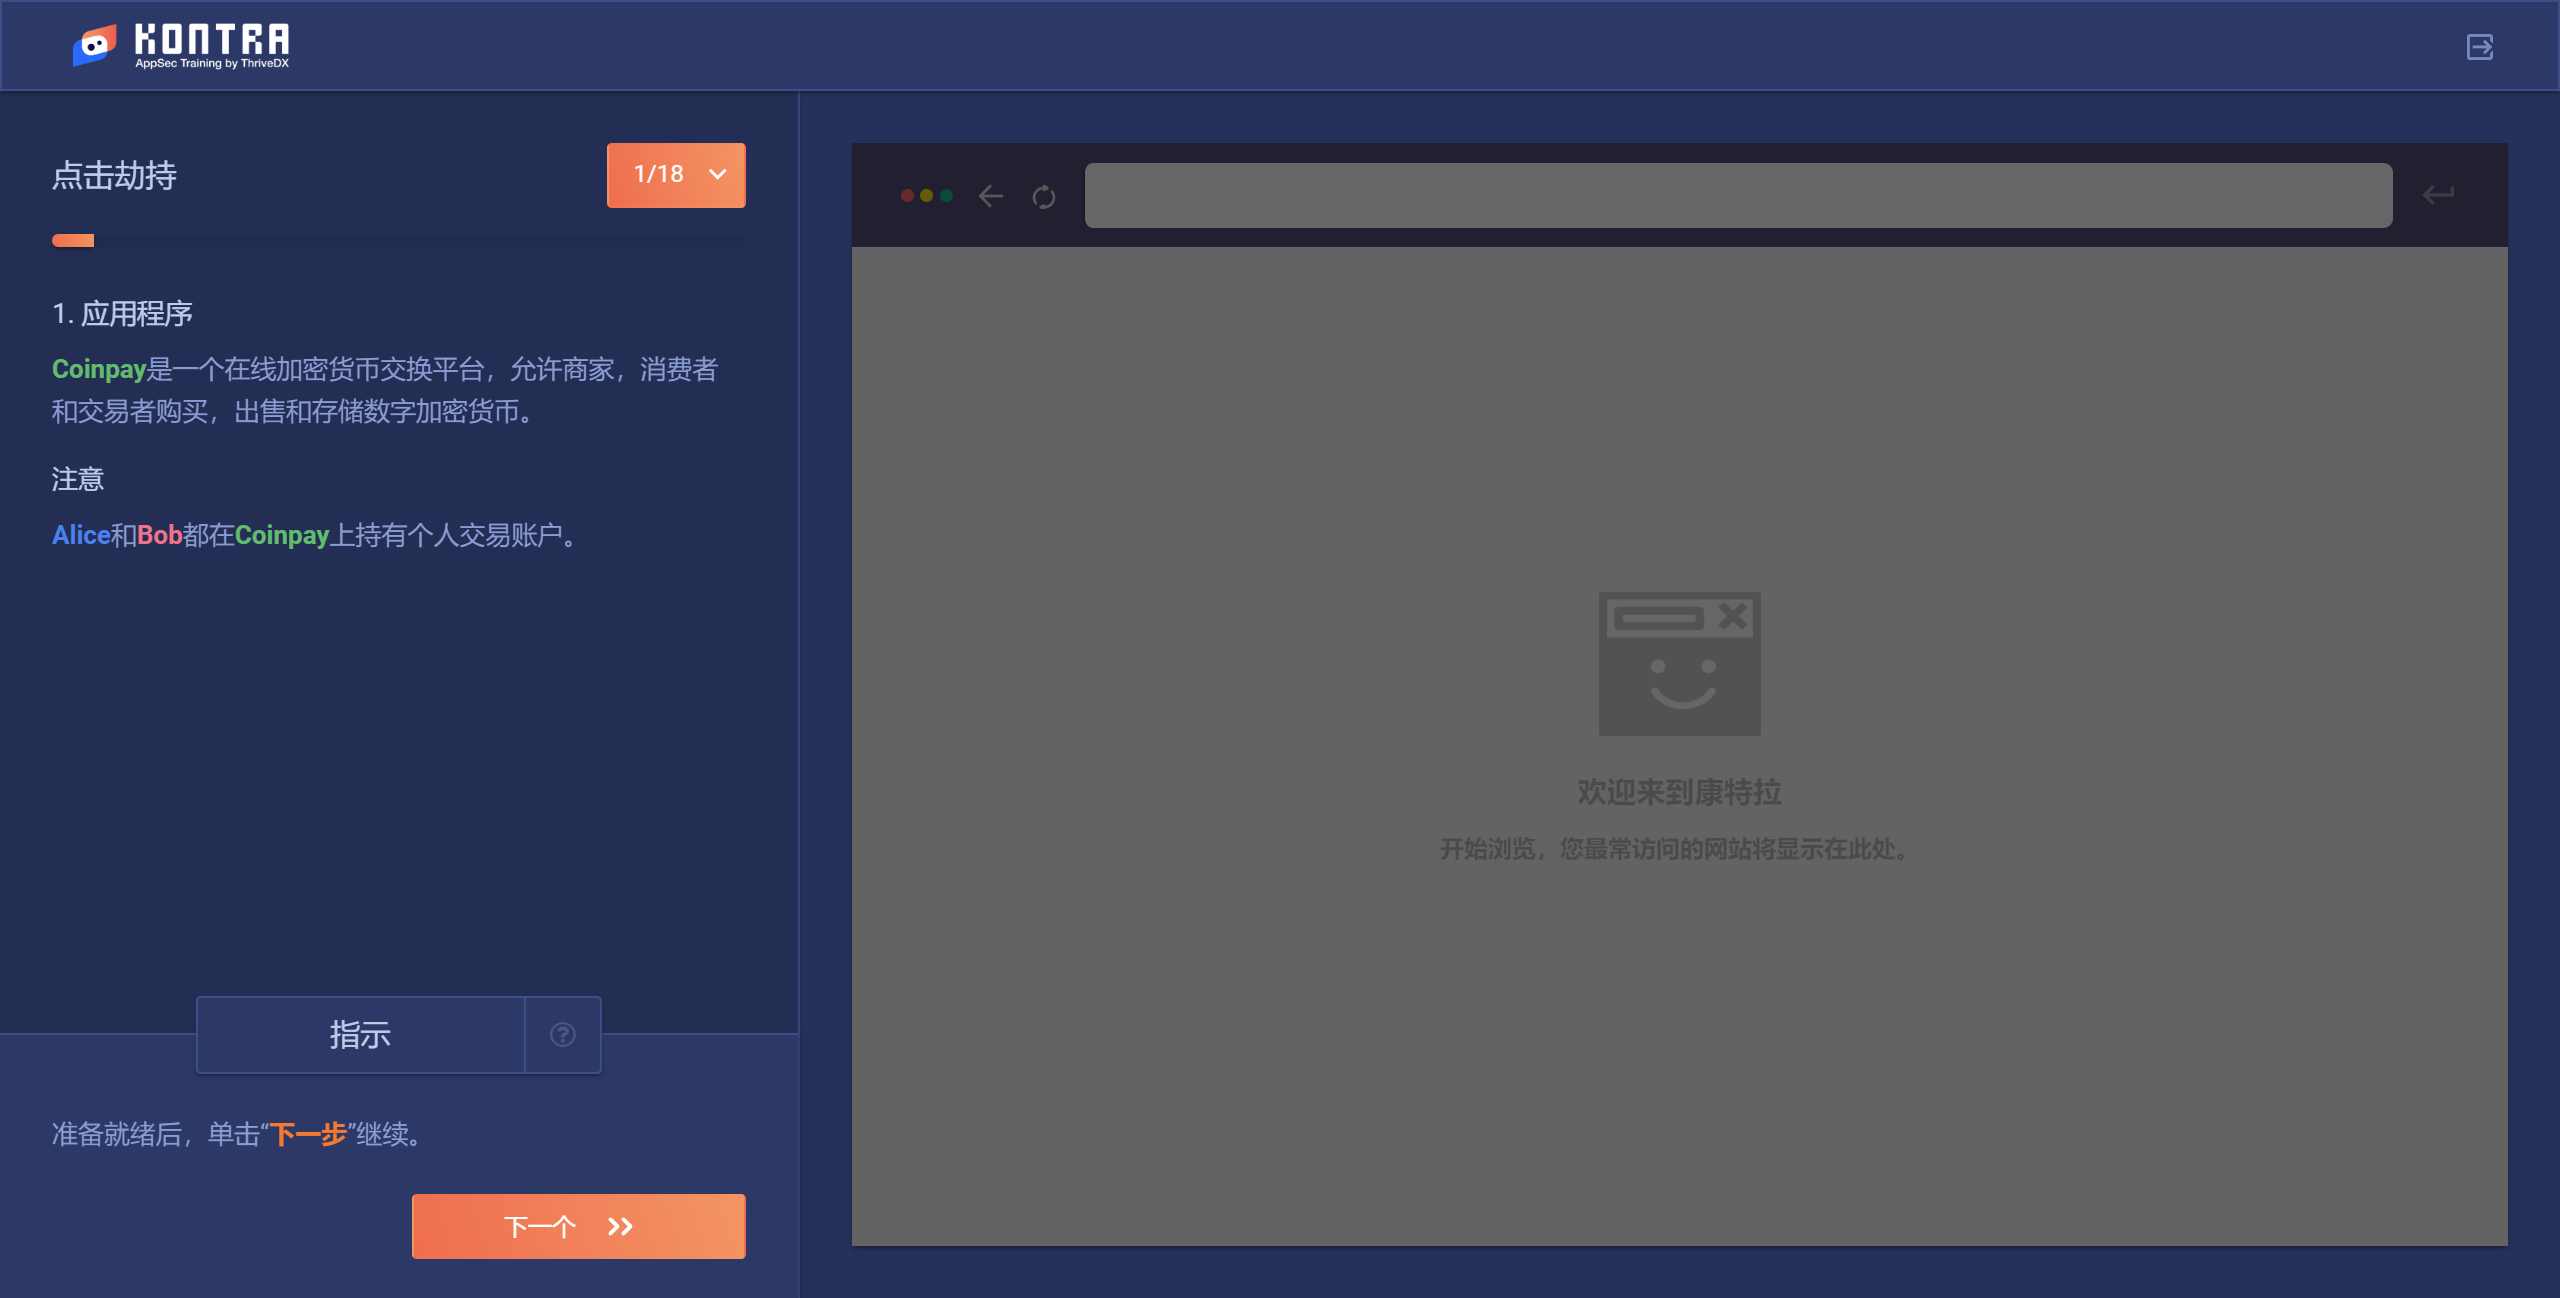 KONTRA
AppSec Training by ThriveDX
点击劫持
1/18
1. 应用程序
Coinpay是一个在线加密货币交换平台，允许商家，消费者
和交易者购买，出售和存储数字加密货币。
注意
Alice和Bob都在Coinpay上持有个人交易账户。
指示
准备就绪后，单击“下一步”继续。
下一个
欢迎来到康特拉
开始浏览，您最常访问的网站将显示在此处。